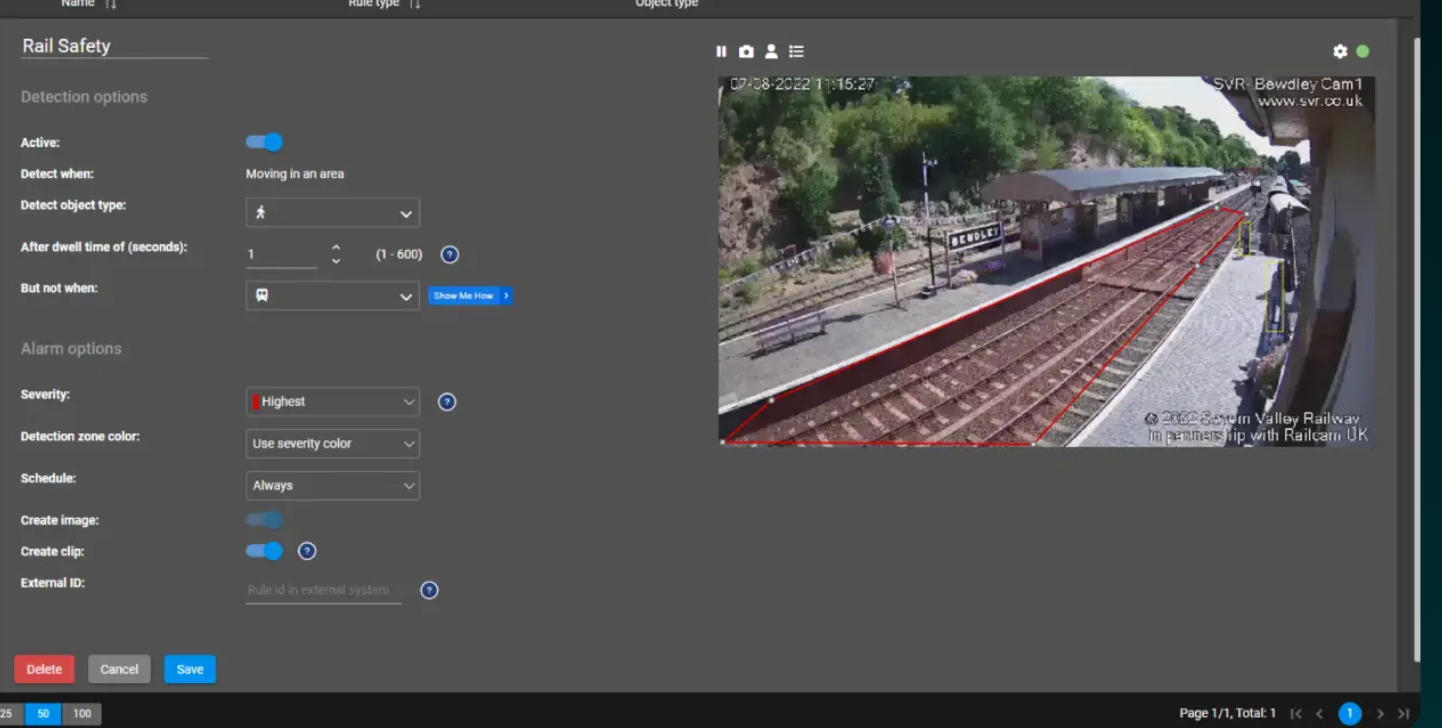 Name Rule type Object type
Rail Safety
Detection options
Active:
Detect when: Moving in an area
Detect object type:
After dwell time of (seconds): 1 (1 - 600) ?
But not when: Show Me How >
Alarm options
Severity: Highest ?
Detection zone color: Use severity color
Schedule: Always
Create image:
Create clip: ?
External ID: Rule id in external system ?
Delete Cancel Save
25 50 100
Page 1/1, Total: 1 |< < 1 > >|
07-08-2022 11:15:27
SVR- Bewdley Cam1
www.svr.co.uk
BEWDLEY
© 2022 Severn Valley Railway
in partnership with Railcam UK